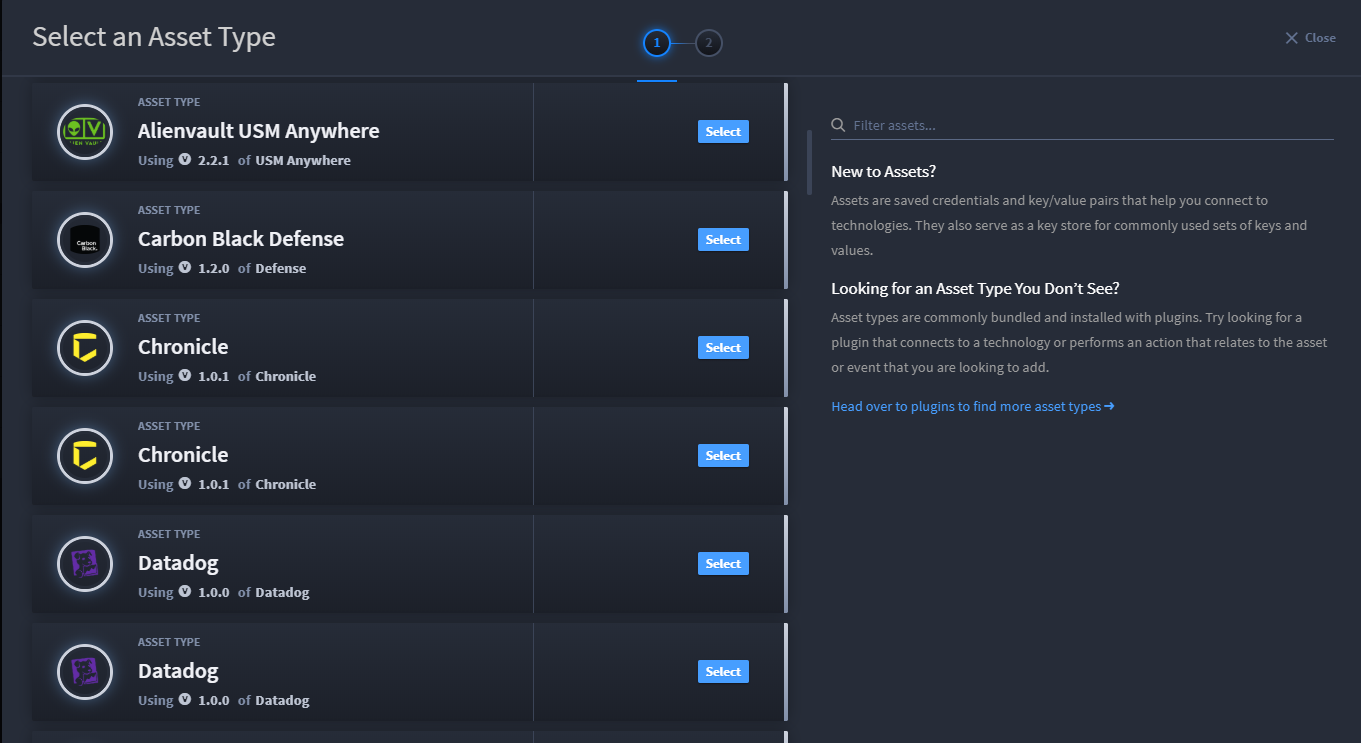 Select an Asset Type
1
2
Close
ASSET TYPE
Alienvault USM Anywhere
Using V 2.2.1 of USM Anywhere
Select
ASSET TYPE
Carbon Black.
Carbon Black Defense
Using V 1.2.0 of Defense
Select
ASSET TYPE
Chronicle
Using V 1.0.1 of Chronicle
Select
ASSET TYPE
Chronicle
Using V 1.0.1 of Chronicle
Select
ASSET TYPE
Datadog
Using V 1.0.0 of Datadog
Select
ASSET TYPE
Datadog
Using V 1.0.0 of Datadog
Select
Filter assets...
New to Assets?
Assets are saved credentials and key/value pairs that help you connect to
technologies. They also serve as a key store for commonly used sets of keys and
values.
Looking for an Asset Type You Don’t See?
Asset types are commonly bundled and installed with plugins. Try looking for a
plugin that connects to a technology or performs an action that relates to the asset
or event that you are looking to add.
Head over to plugins to find more asset types